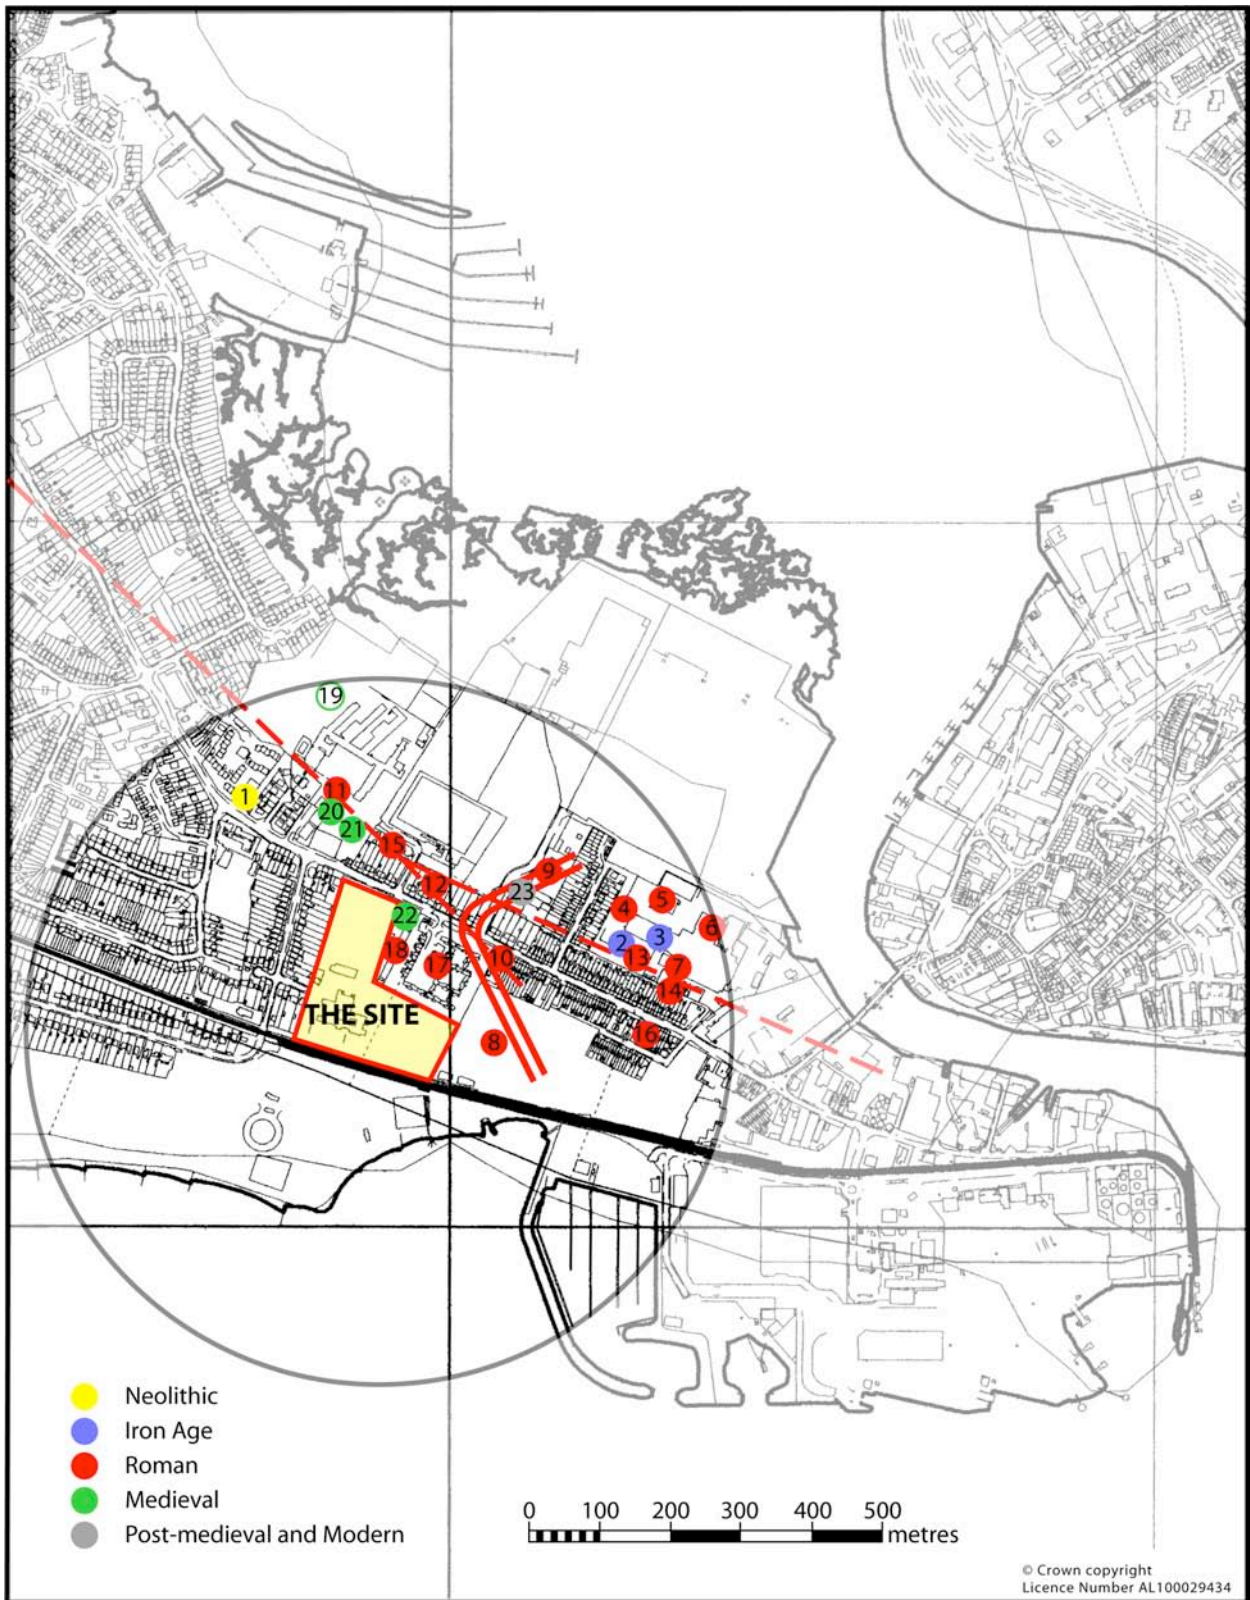 19
11
1
20
21
15
12
9
23
5
4
22
6
3
2
18
17
10
13
7
14
THE SITE
16
8
Neolithic
Iron Age
Roman
Medieval
Post-medieval and Modern
0 100 200 300 400 500
metres
© Crown copyright
Licence Number AL100029434